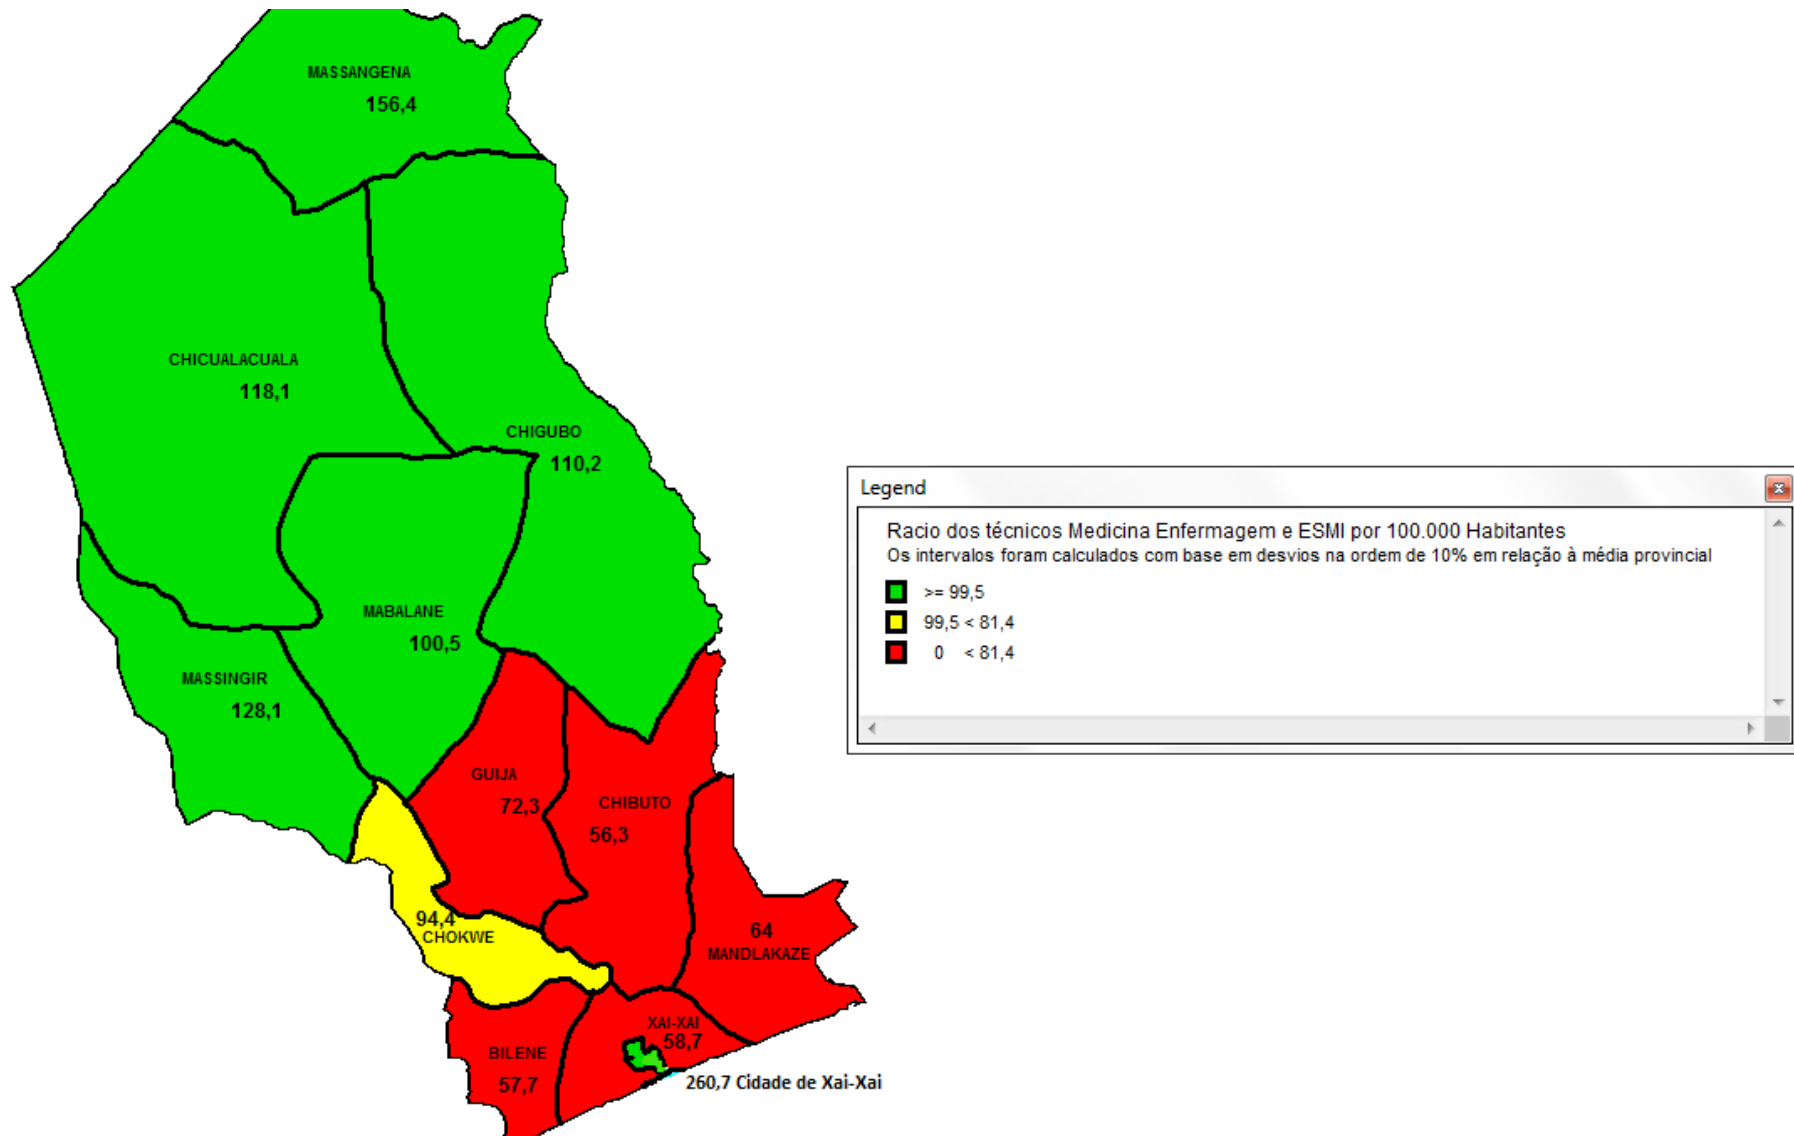 MASSANGENA
156,4
CHICUALACUALA
118,1
CHIGUBO
110,2
MABALANE
100,5
MASSINGIR
128,1
GUIJA
72,3
CHIBUTO
56,3
94,4
CHOKWE
64
MANDLAKAZE
XAI-XAI
58,7
BILENE
57,7
260,7 Cidade de Xai-Xai
Legend
Racio dos técnicos Medicina Enfermagem e ESMI por 100.000 Habitantes
Os intervalos foram calculados com base em desvios na ordem de 10% em relação à média provincial
>= 99,5
99,5 < 81,4
0 < 81,4